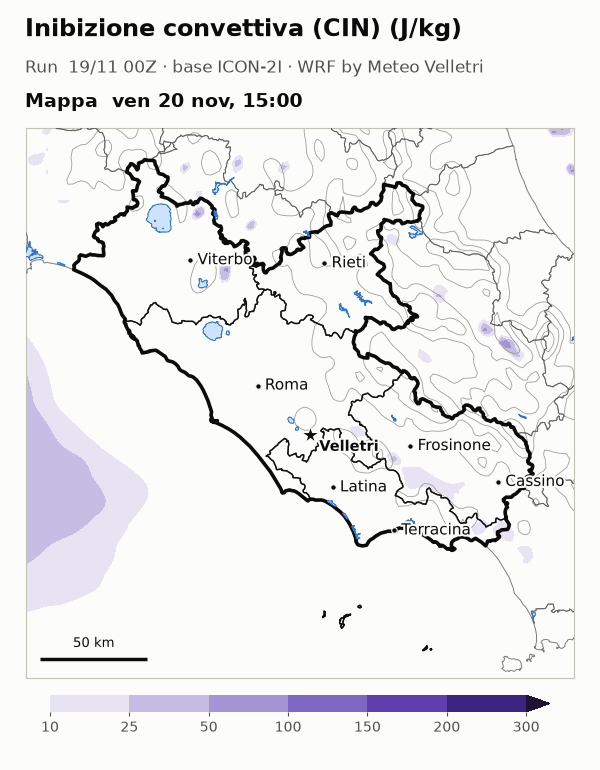 Inibizione convettiva (CIN) (J/kg)
Run 19/11 00Z · base ICON-2I · WRF by Meteo Velletri
Mappa ven 20 nov, 15:00
Viterbo
Rieti
Roma
Velletri
Frosinone
Cassino
Latina
Terracina
50 km
10 25 50 100 150 200 300